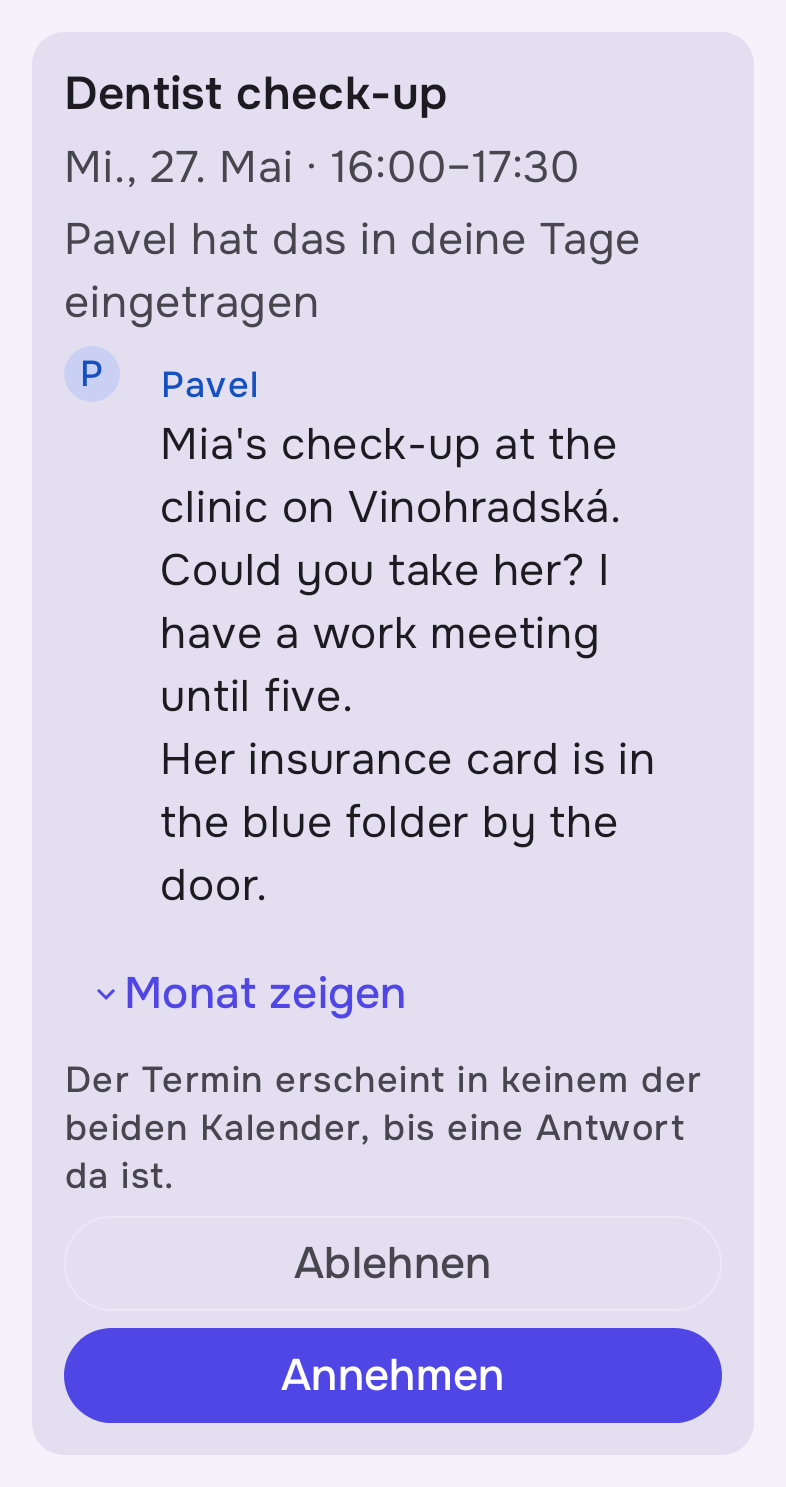 Dentist check-up
Mi., 27. Mai · 16:00–17:30
Pavel hat das in deine Tage
eingetragen
P
Pavel
Mia's check-up at the
clinic on Vinohradská.
Could you take her? I
have a work meeting
until five.
Her insurance card is in
the blue folder by the
door.
Monat zeigen
Der Termin erscheint in keinem der
beiden Kalender, bis eine Antwort
da ist.
Ablehnen
Annehmen